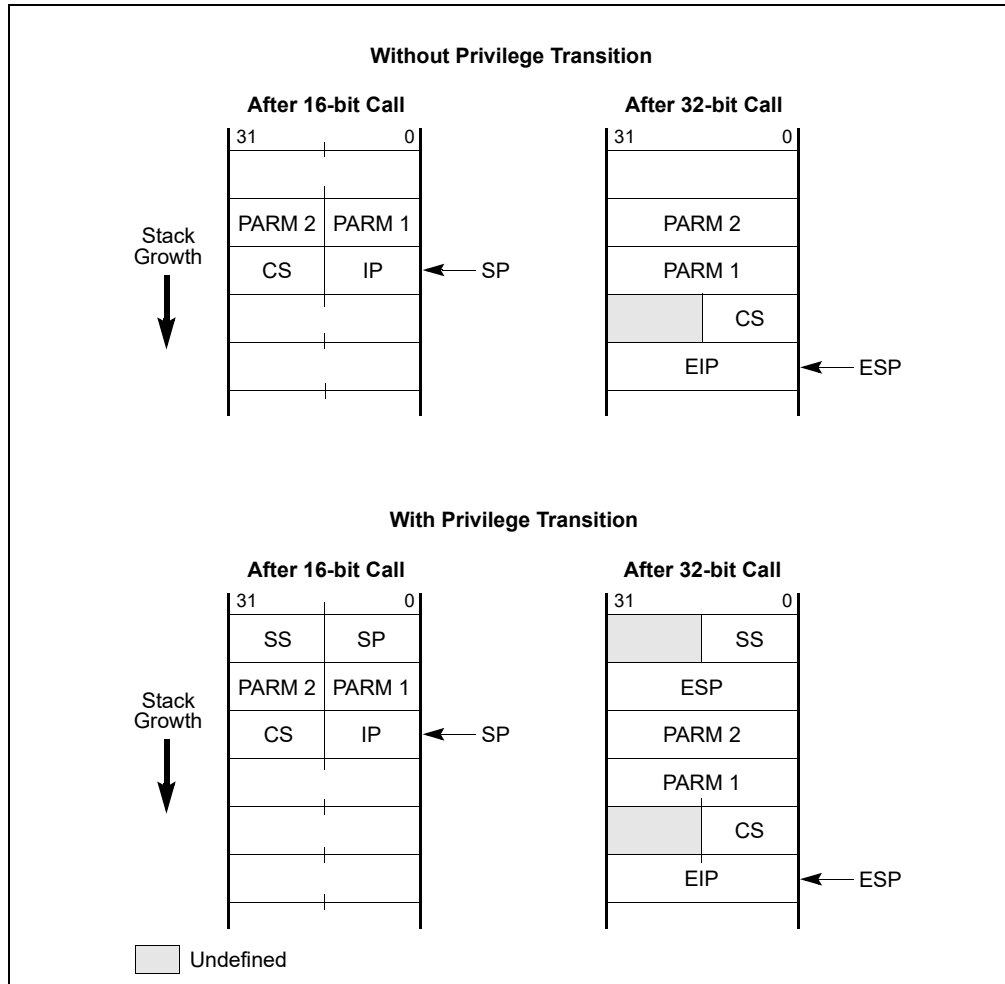 Without Privilege Transition
After 16-bit Call
After 32-bit Call
31 0
31 0
PARM 2 PARM 1
PARM 2
Stack
Growth
CS IP
SP
PARM 1
CS
EIP
ESP
With Privilege Transition
After 16-bit Call
After 32-bit Call
31 0
31 0
SS SP
SS
PARM 2 PARM 1
ESP
Stack
Growth
CS IP
SP
PARM 2
PARM 1
CS
EIP
ESP
Undefined